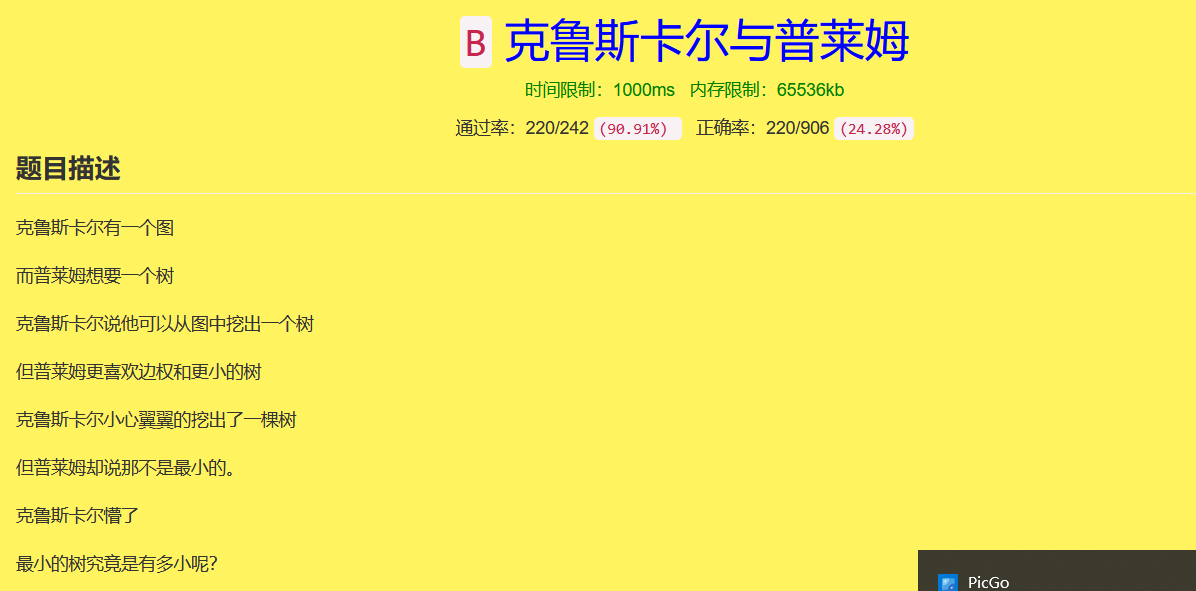 B 克鲁斯卡尔与普莱姆
时间限制：1000ms 内存限制：65536kb
通过率：220/242 (90.91%) 正确率：220/906 (24.28%)
题目描述
克鲁斯卡尔有一个图
而普莱姆想要一个树
克鲁斯卡尔说他可以从图中挖出一个树
但普莱姆更喜欢边权和更小的树
克鲁斯卡尔小心翼翼的挖出了一棵树
但普莱姆却说那不是最小的。
克鲁斯卡尔懵了
最小的树究竟是有多小呢？
PicGo